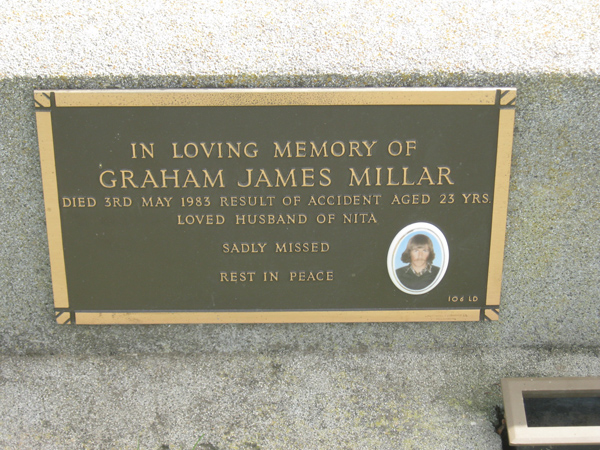 IN LOVING MEMORY OF
GRAHAM JAMES MILLAR
DIED 3RD MAY 1983 RESULT OF ACCIDENT AGED 23 YRS.
LOVED HUSBAND OF NITA
SADLY MISSED
REST IN PEACE
106 LD